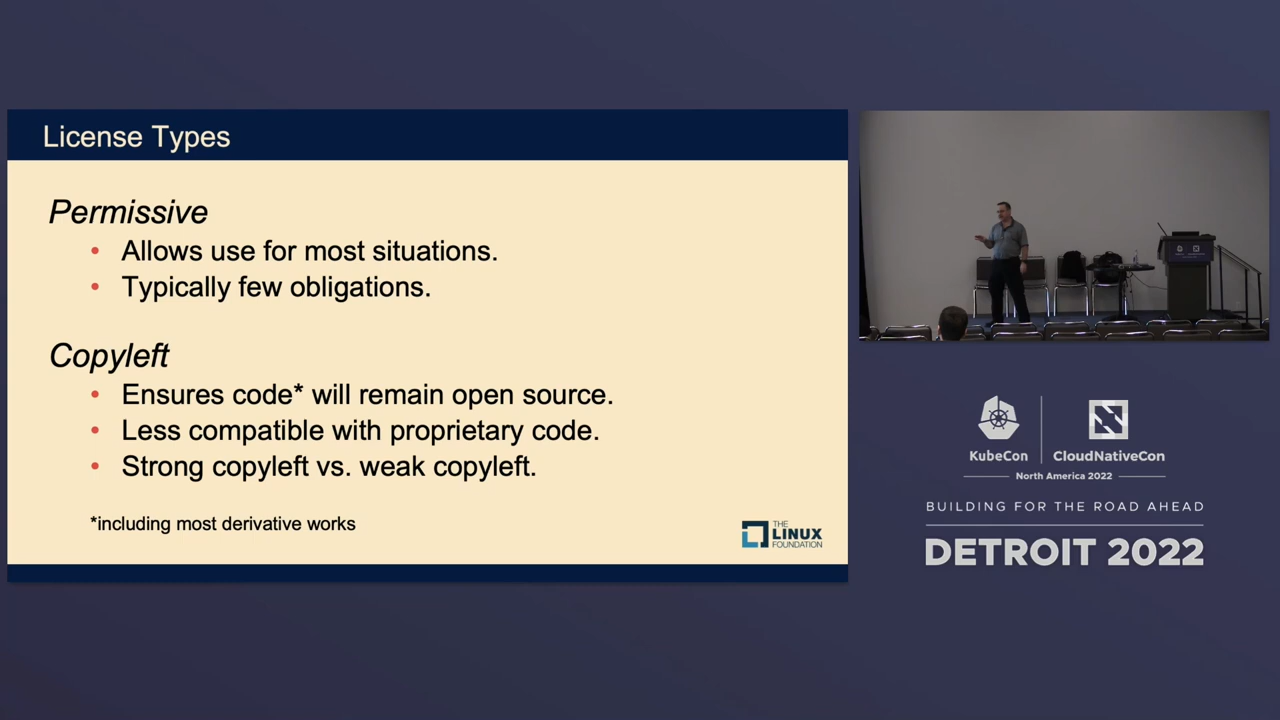 License Types
Permissive
• Allows use for most situations.
• Typically few obligations.
Copyleft
• Ensures code* will remain open source.
• Less compatible with proprietary code.
• Strong copyleft vs. weak copyleft.
*including most derivative works
THE
LINUX
FOUNDATION
KubeCon
CloudNativeCon
North America 2022
BUILDING FOR THE ROAD AHEAD
DETROIT 2022